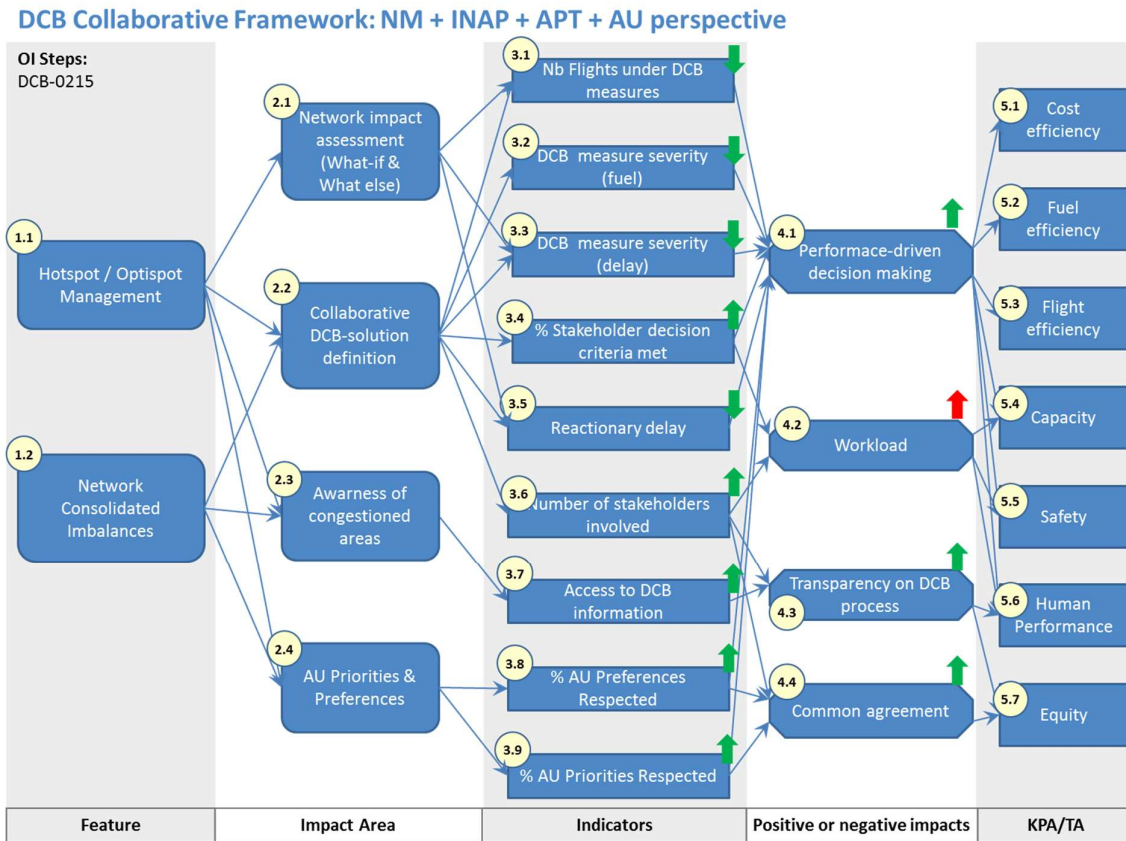 DCB Collaborative Framework: NM + INAP + APT + AU perspective
OI Steps:
DCB-0215
1.1
Hotspot / Optispot
Management
1.2
Network
Consolidated
Imbalances
2.1
Network impact
assessment
(What-if &
What else)
2.2
Collaborative
DCB-solution
definition
2.3
Awarness of
congestioned
areas
2.4
AU Priorities &
Preferences
3.1
Nb Flights under DCB
measures
3.2
DCB measure severity
(fuel)
3.3
DCB measure severity
(delay)
3.4
% Stakeholder decision
criteria met
3.5
Reactionary delay
3.6
Number of stakeholders
involved
3.7
Access to DCB
information
3.8
% AU Preferences
Respected
3.9
% AU Priorities Respected
4.1
Performace-driven
decision making
4.2
Workload
4.3
Transparency on DCB
process
4.4
Common agreement
5.1
Cost
efficiency
5.2
Fuel
efficiency
5.3
Flight
efficiency
5.4
Capacity
5.5
Safety
5.6
Human
Performance
5.7
Equity
Feature
Impact Area
Indicators
Positive or negative impacts
KPA/TA